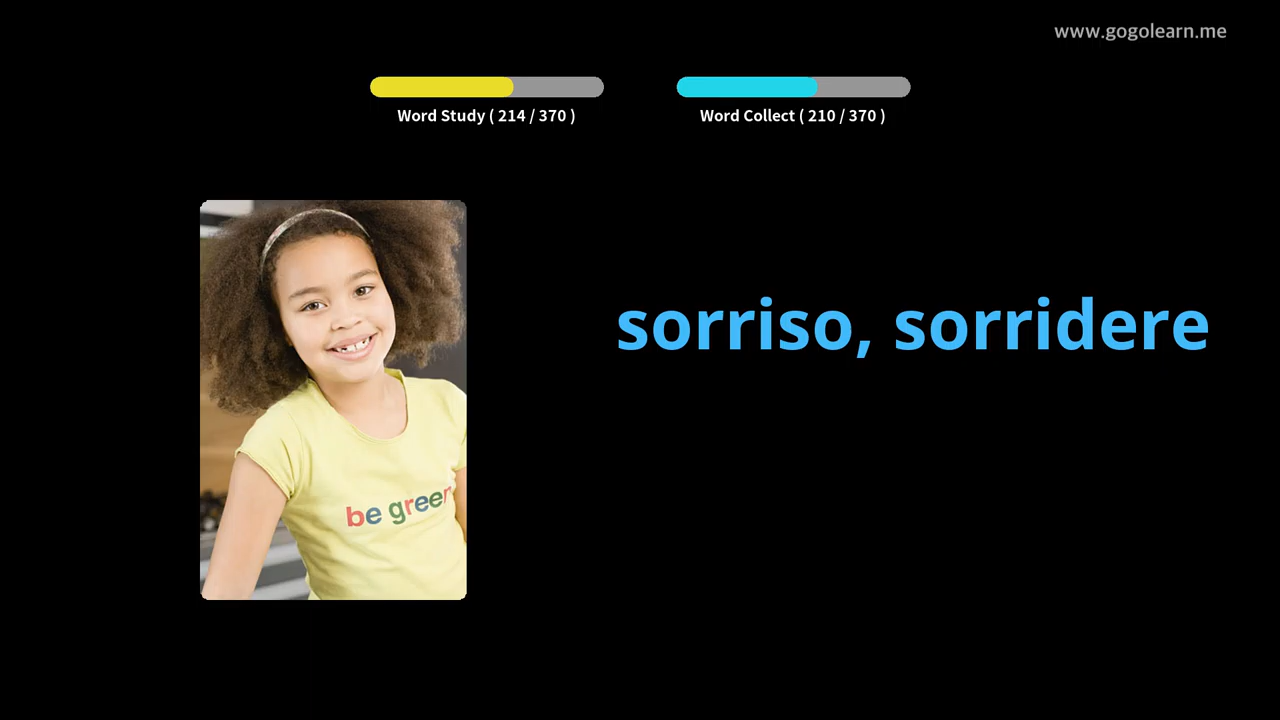 www.gogolearn.me
Word Study ( 214 / 370 )
Word Collect ( 210 / 370 )
sorriso, sorridere
be green